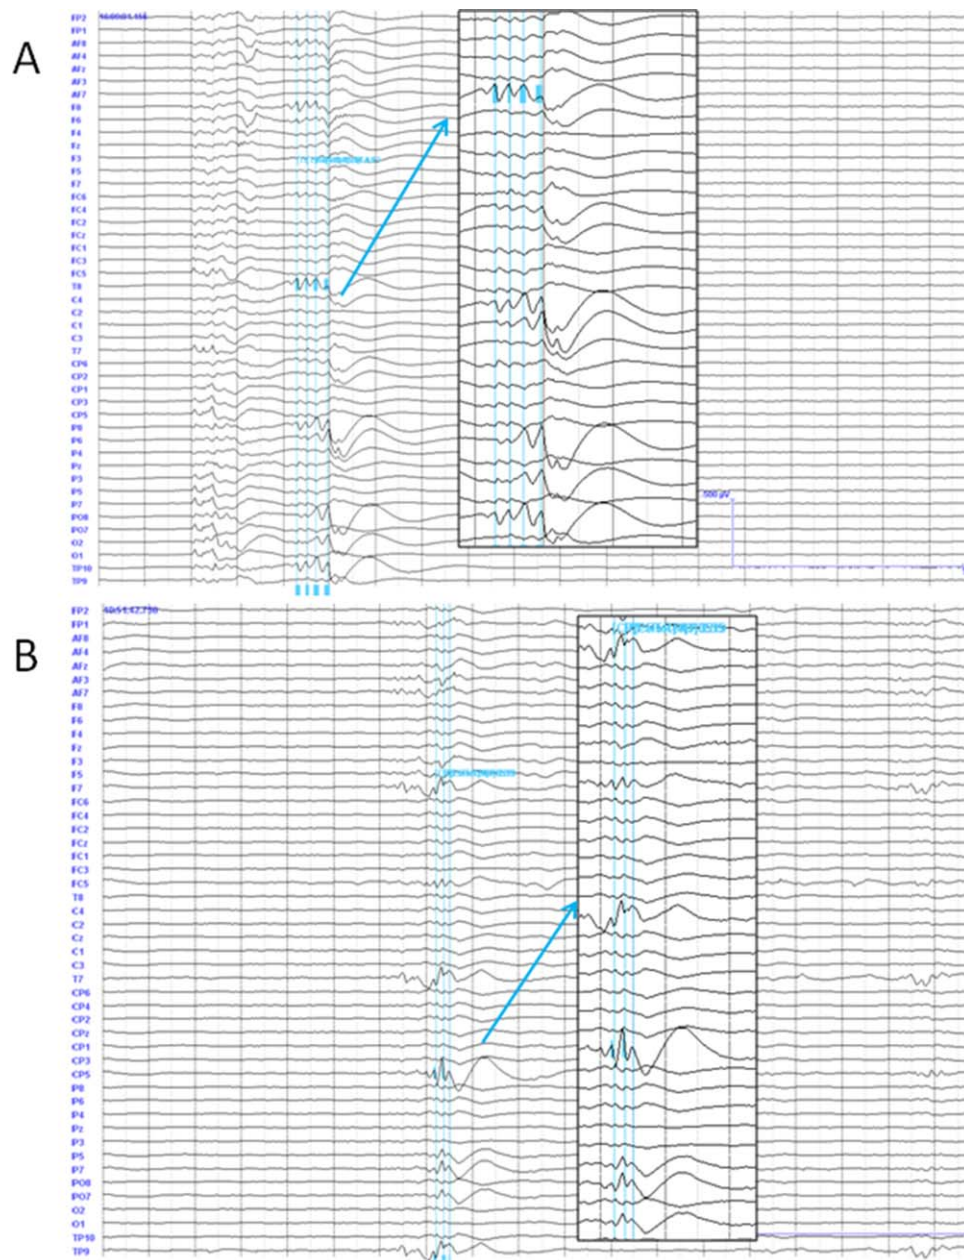 A
FP2
FP1
AF8
AF4
AFz
AF3
AF7
F8
F6
F4
Fz
F3
F5
F7
FC6
FC4
FC2
FCz
FC1
FC3
FC5
T8
C4
C2
C1
C3
T7
CP6
CP2
CP1
CP3
CP5
P8
P6
P4
Pz
P3
P5
P7
PO8
PO7
O2
O1
TP10
TP9
500 µV
B
FP2
FP1
AF8
AF4
AFz
AF3
AF7
F8
F6
F4
Fz
F3
F5
F7
FC6
FC4
FC2
FCz
FC1
FC3
FC5
T8
C4
C2
Cz
C1
C3
T7
CP6
CP4
CP2
CPz
CP1
CP3
CP5
P8
P6
P4
Pz
P3
P5
P7
PO8
PO7
O2
O1
TP10
TP9